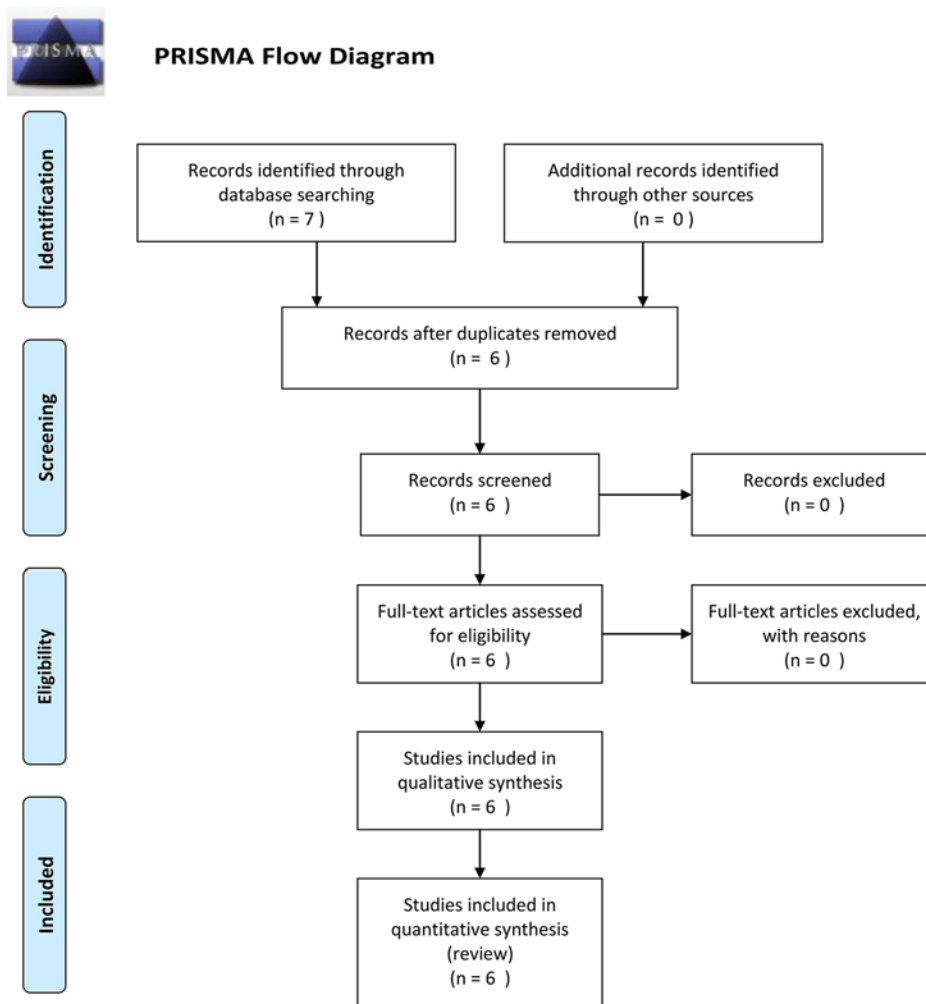 PRISMA
PRISMA Flow Diagram
Identification
Records identified through
database searching
(n = 7 )
Additional records identified
through other sources
(n = 0 )
Records after duplicates removed
(n = 6 )
Screening
Records screened
(n = 6 )
Records excluded
(n = 0 )
Eligibility
Full-text articles assessed
for eligibility
(n = 6 )
Full-text articles excluded,
with reasons
(n = 0 )
Studies included in
qualitative synthesis
(n = 6 )
Included
Studies included in
quantitative synthesis
(review)
(n = 6 )